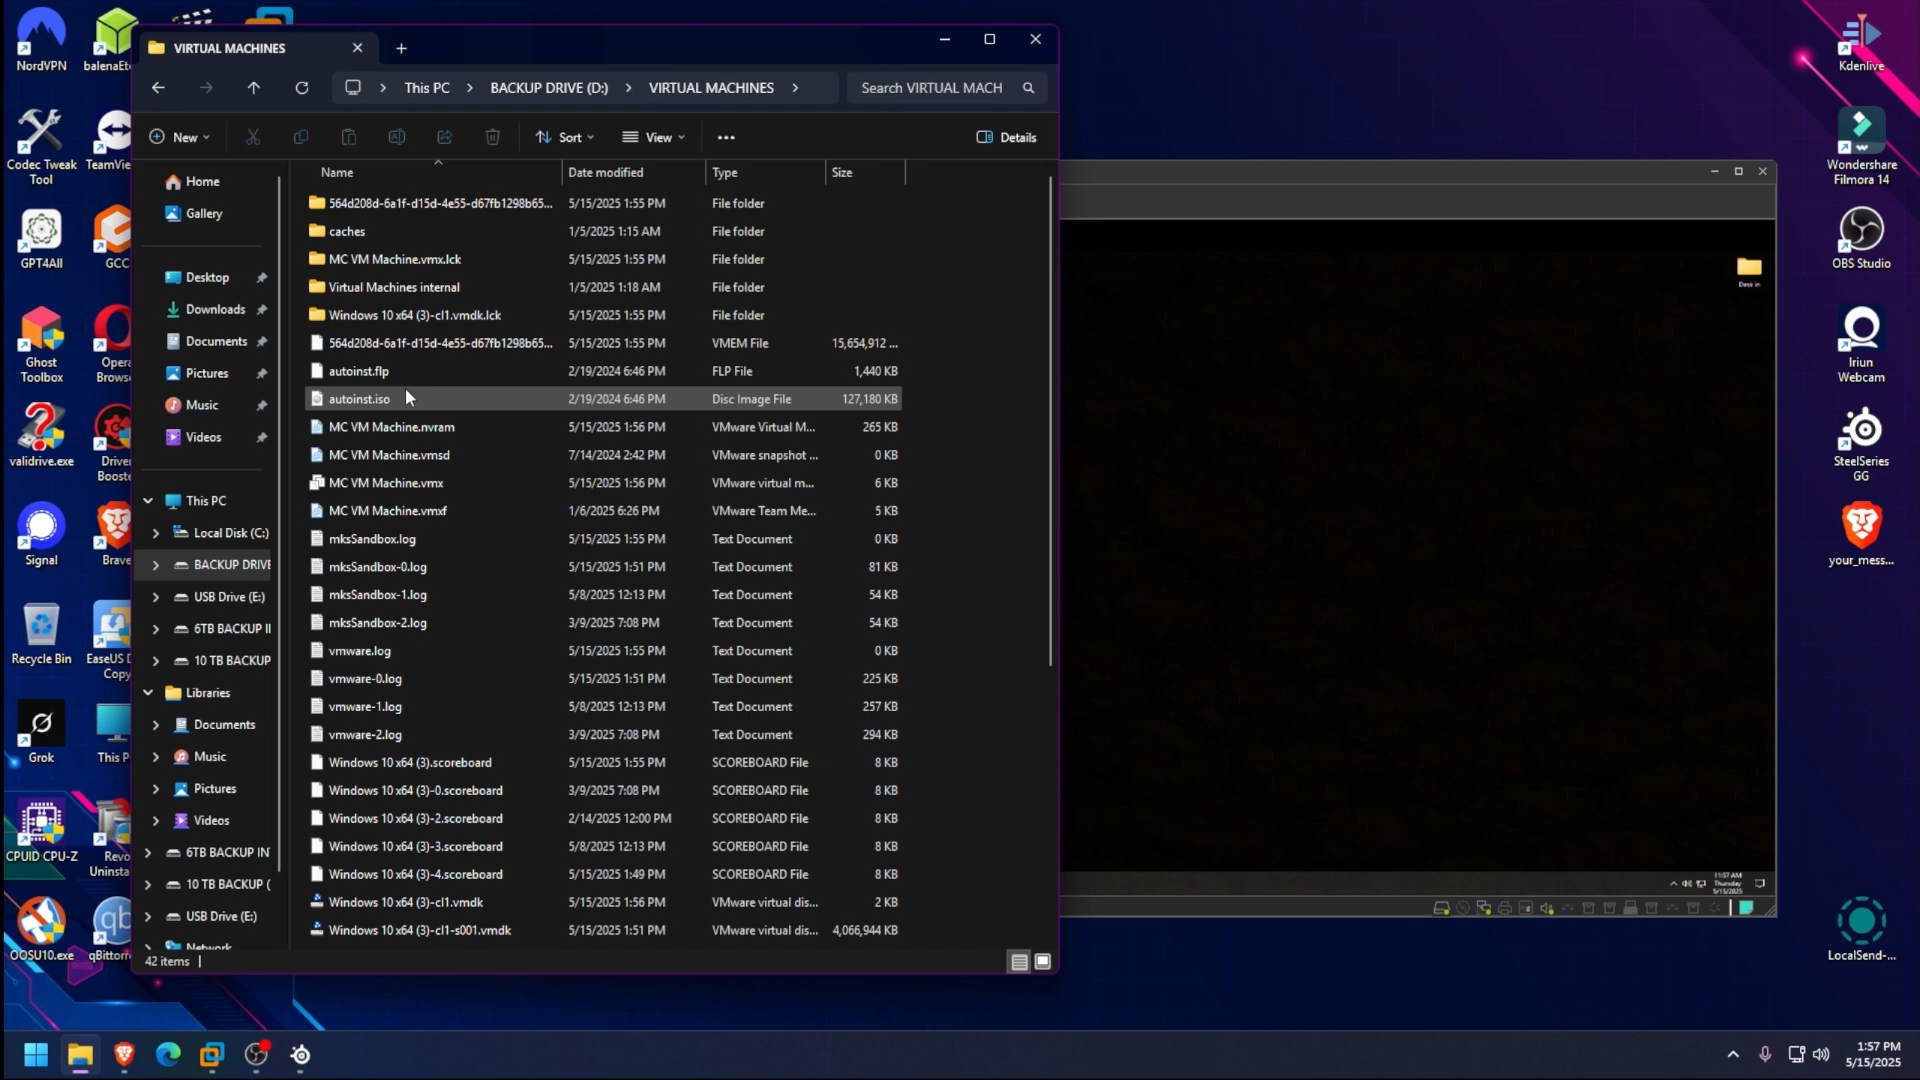 NordVPN
balenaEt
Codec Tweak
Tool
TeamVie
GPT4All
GCC
Ghost
Toolbox
Opera
Brows
validrive.exe
Driver
Booste
Signal
Brave
Recycle Bin
EaseUS D
Copy
Grok
This P
CPUID CPU-Z
Revo
Uninsta
OOSU10.exe
qBittorr
VIRTUAL MACHINES
This PC
BACKUP DRIVE (D:)
VIRTUAL MACHINES
Search VIRTUAL MACH
New
Sort
View
Details
Home
Gallery
Desktop
Downloads
Documents
Pictures
Music
Videos
This PC
Local Disk (C:)
BACKUP DRIVE
USB Drive (E:)
6TB BACKUP II
10 TB BACKUP
Libraries
Documents
Music
Pictures
Videos
6TB BACKUP IN
10 TB BACKUP (
USB Drive (E:)
Network
Name Date modified Type Size
564d208d-6a1f-d15d-4e55-d67fb1298b65... 5/15/2025 1:55 PM File folder
caches 1/5/2025 1:15 AM File folder
MC VM Machine.vmx.lck 5/15/2025 1:55 PM File folder
Virtual Machines internal 1/5/2025 1:18 AM File folder
Windows 10 x64 (3)-cl1.vmdk.lck 5/15/2025 1:55 PM File folder
564d208d-6a1f-d15d-4e55-d67fb1298b65... 5/15/2025 1:55 PM VMEM File 15,654,912 ...
autoinst.flp 2/19/2024 6:46 PM FLP File 1,440 KB
autoinst.iso 2/19/2024 6:46 PM Disc Image File 127,180 KB
MC VM Machine.nvram 5/15/2025 1:56 PM VMware Virtual M... 265 KB
MC VM Machine.vmsd 7/14/2024 2:42 PM VMware snapshot ... 0 KB
MC VM Machine.vmx 5/15/2025 1:56 PM VMware virtual m... 6 KB
MC VM Machine.vmxf 1/6/2025 6:26 PM VMware Team Me... 5 KB
mksSandbox.log 5/15/2025 1:55 PM Text Document 0 KB
mksSandbox-0.log 5/15/2025 1:51 PM Text Document 81 KB
mksSandbox-1.log 5/8/2025 12:13 PM Text Document 54 KB
mksSandbox-2.log 3/9/2025 7:08 PM Text Document 54 KB
vmware.log 5/15/2025 1:55 PM Text Document 0 KB
vmware-0.log 5/15/2025 1:51 PM Text Document 225 KB
vmware-1.log 5/8/2025 12:13 PM Text Document 257 KB
vmware-2.log 3/9/2025 7:08 PM Text Document 294 KB
Windows 10 x64 (3).scoreboard 5/15/2025 1:55 PM SCOREBOARD File 8 KB
Windows 10 x64 (3)-0.scoreboard 3/9/2025 7:08 PM SCOREBOARD File 8 KB
Windows 10 x64 (3)-2.scoreboard 2/14/2025 12:00 PM SCOREBOARD File 8 KB
Windows 10 x64 (3)-3.scoreboard 5/8/2025 12:13 PM SCOREBOARD File 8 KB
Windows 10 x64 (3)-4.scoreboard 5/15/2025 1:49 PM SCOREBOARD File 8 KB
Windows 10 x64 (3)-cl1.vmdk 5/15/2025 1:56 PM VMware virtual dis... 2 KB
Windows 10 x64 (3)-cl1-s001.vmdk 5/15/2025 1:51 PM VMware virtual dis... 4,066,944 KB
42 items
11:57 AM
Thursday
5/15/2025
Kdenlive
Wondershare
Filmora 14
OBS Studio
Iriun
Webcam
SteelSeries
GG
your_mess...
LocalSend-...
1:57 PM
5/15/2025